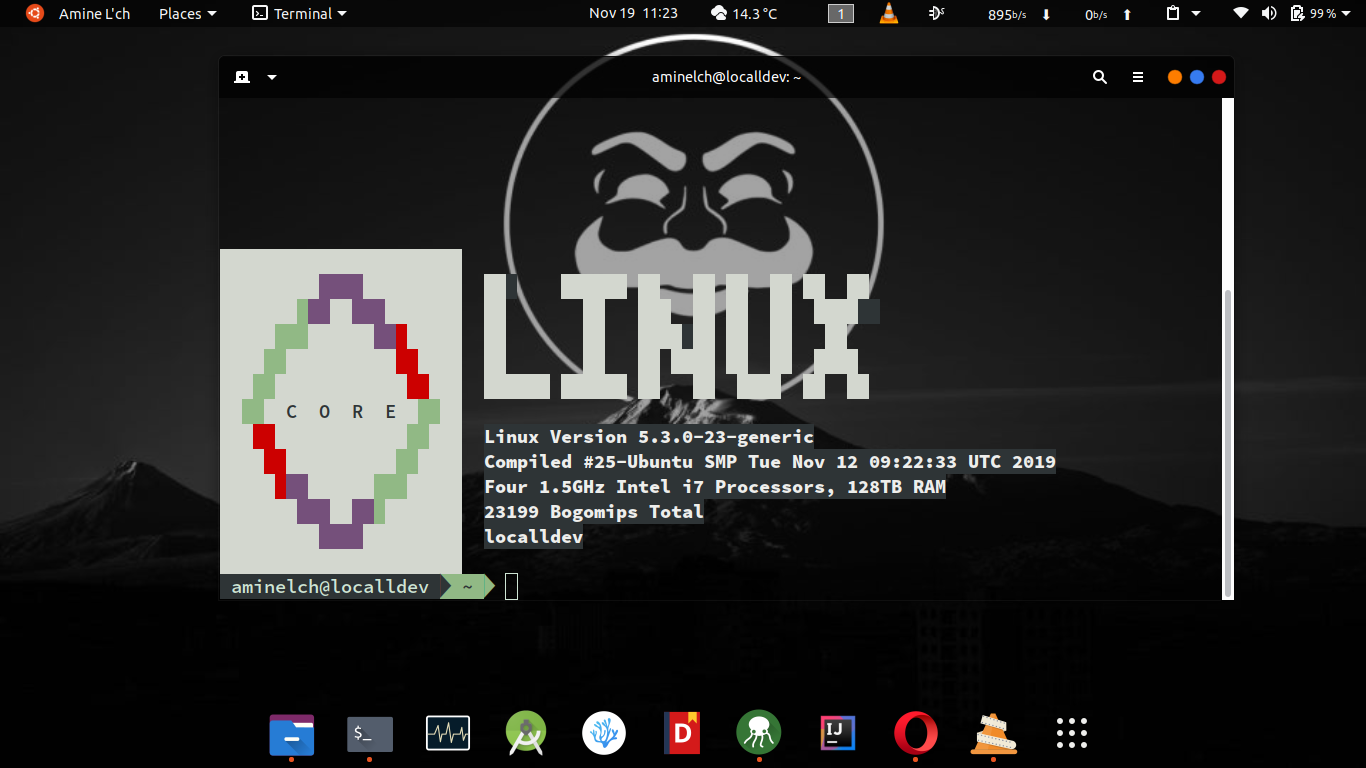 Amine L'ch Places Terminal Nov 19 11:23 14.3 °C 1 895b/s 0b/s 99 %
aminelch@localldev: ~
LINUX
C O R E
Linux Version 5.3.0-23-generic
Compiled #25-Ubuntu SMP Tue Nov 12 09:22:33 UTC 2019
Four 1.5GHz Intel i7 Processors, 128TB RAM
23199 Bogomips Total
localldev
aminelch@localldev ~
$_ D IJ